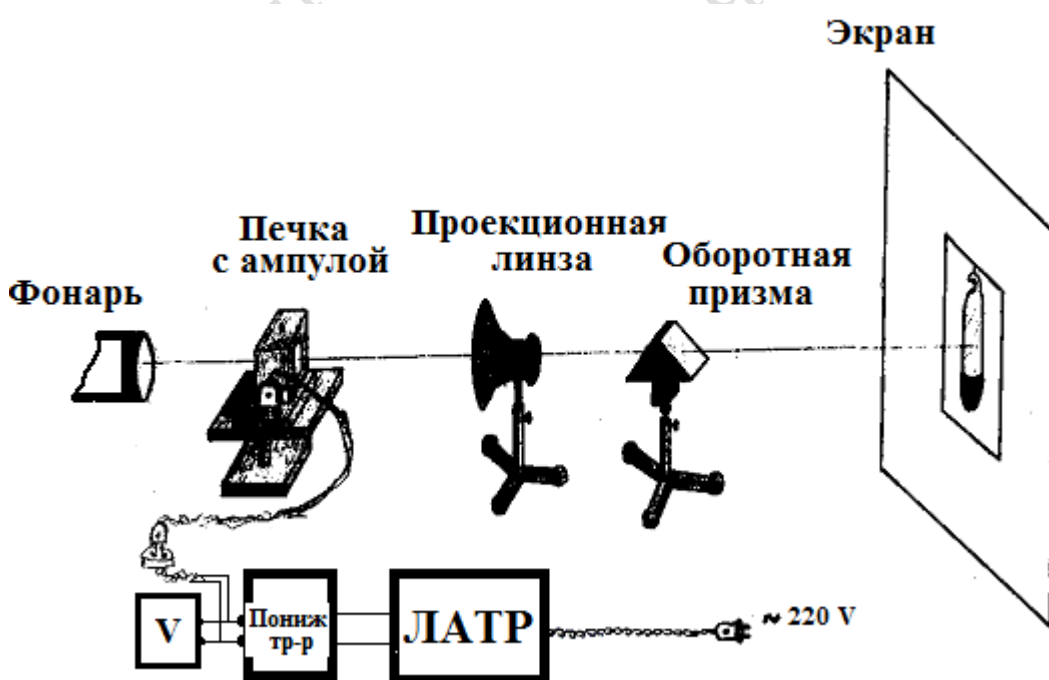 Экран
Печка
с ампулой
Проекционная
линза
Оборотная
призма
Фонарь
V
Пониж
тр-р
ЛАТР
~ 220 V